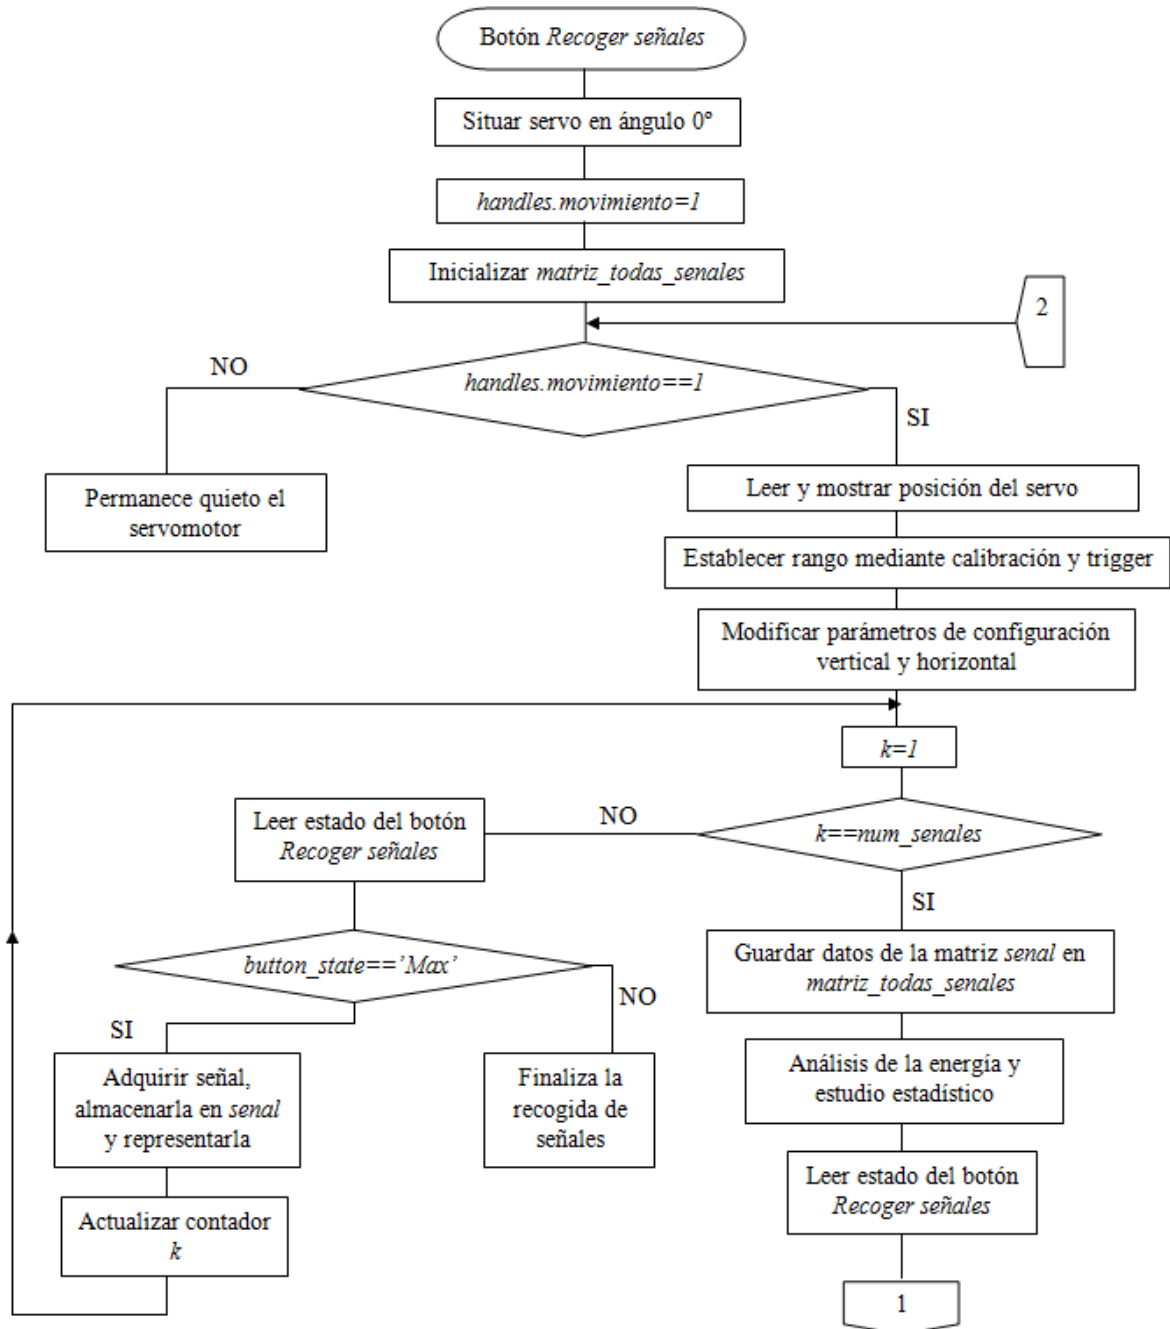 Botón Recoger señales
Situar servo en ángulo 0º
handles.movimiento=1
Inicializar matriz_todas_senales
2
NO
handles.movimiento==1
SI
Permanece quieto el
servomotor
Leer y mostrar posición del servo
Establecer rango mediante calibración y trigger
Modificar parámetros de configuración
vertical y horizontal
k=1
Leer estado del botón
Recoger señales
NO
k==num_senales
SI
button_state==’Max’
NO
SI
Guardar datos de la matriz senal en
matriz_todas_senales
Adquirir señal,
almacenarla en senal
y representarla
Finaliza la
recogida de
señales
Análisis de la energía y
estudio estadístico
Actualizar contador
k
Leer estado del botón
Recoger señales
1